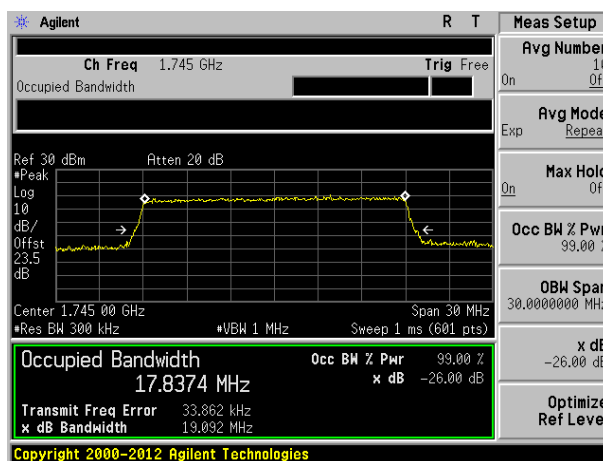 Agilent R T Meas Setup
Ch Freq 1.745 GHz Trig Free
Occupied Bandwidth
Ref 30 dBm Atten 20 dB
#Peak
Log
10
dB/
Offst
23.5
dB
Center 1.745 00 GHz Span 30 MHz
#Res BW 300 kHz #VBW 1 MHz Sweep 1 ms (601 pts)
Occupied Bandwidth Occ BW % Pwr 99.00 %
17.8374 MHz x dB -26.00 dB
Transmit Freq Error 33.862 kHz
x dB Bandwidth 19.092 MHz
Copyright 2000-2012 Agilent Technologies
Avg Number
On
Avg Mode
Exp Repea
Max Hold
On Of
Occ BW % Pwr
99.00 %
OBW Span
30.0000000 MHz
x dB
-26.00 dB
Optimize
Ref Level